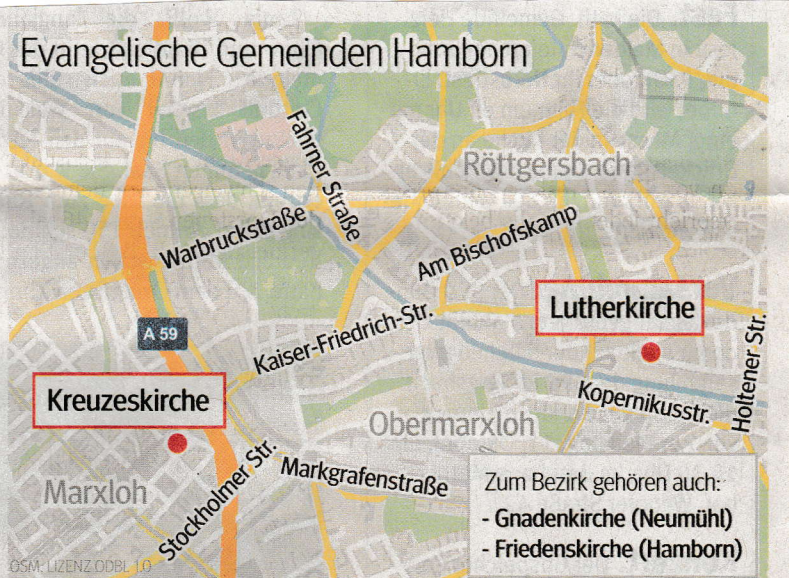 Evangelische Gemeinden Hamborn
Fahrner Straße
Röttgersbach
Warbruckstraße
Am Bischofskamp
Lutherkirche
A 59
Kaiser-Friedrich-Str.
Holtener Str.
Kreuzeskirche
Kopernikusstr.
Obermarxloh
Markgrafenstraße
Stockholmer Str.
Marxloh
Zum Bezirk gehören auch:
- Gnadenkirche (Neumühl)
- Friedenskirche (Hamborn)
OSM; LIZENZ ODBL 1.0